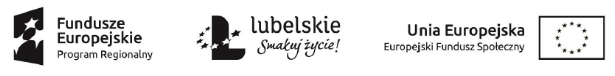 Fundusze
Europejskie
Program Regionalny
lubelskie
Smakuj życie!
Unia Europejska
Europejski Fundusz Społeczny